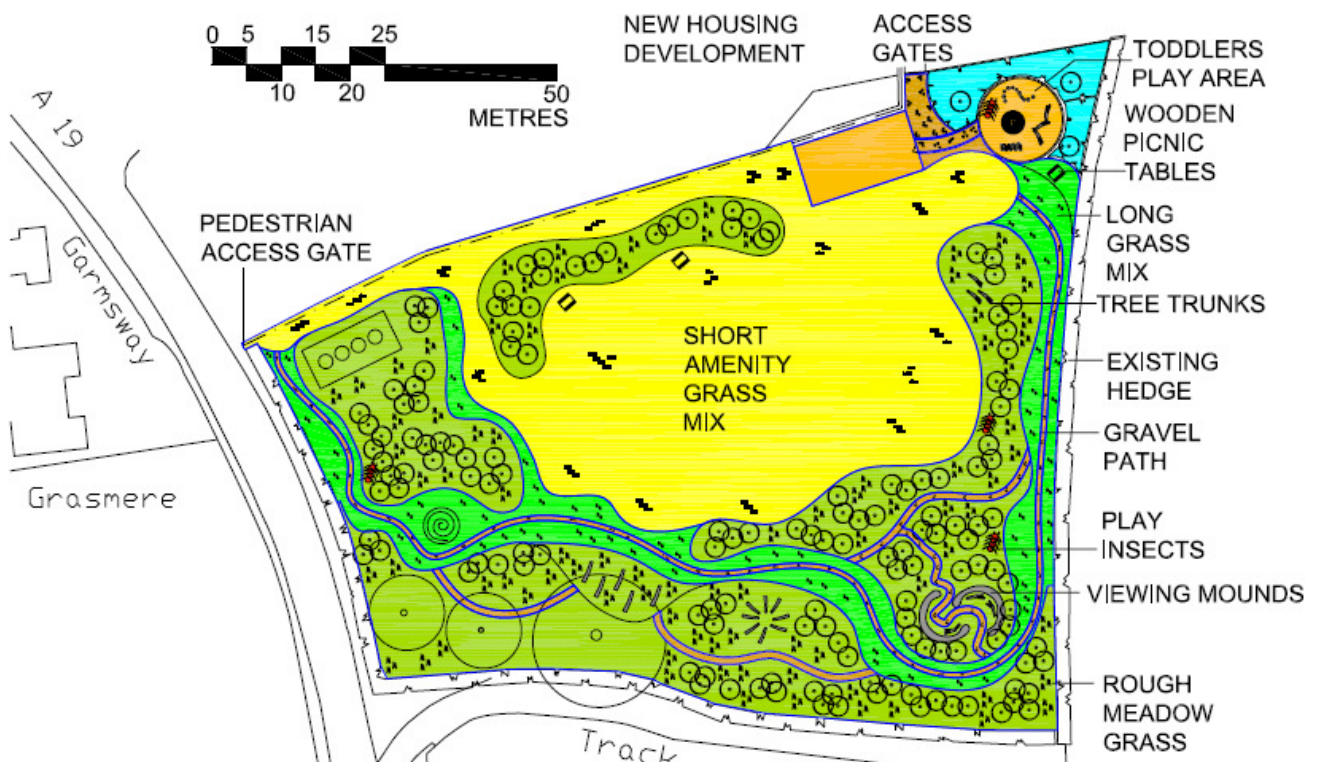 0 5 15 25
10 20 50
METRES
NEW HOUSING
DEVELOPMENT
ACCESS
GATES
TODDLERS
PLAY AREA
WOODEN
PICNIC
TABLES
A 19
Garmsway
PEDESTRIAN
ACCESS GATE
LONG
GRASS
MIX
TREE TRUNKS
SHORT
AMENITY
GRASS
MIX
EXISTING
HEDGE
GRAVEL
PATH
Grasmere
PLAY
INSECTS
VIEWING MOUNDS
ROUGH
MEADOW
GRASS
Track